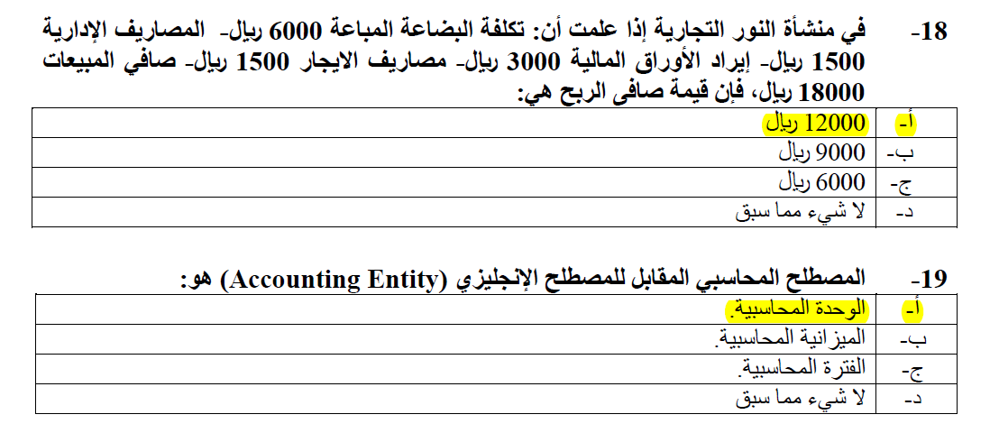 18- في منشأة النور التجارية إذا علمت أن: تكلفة البضاعة المباعة 6000 ريال- المصاريف الإدارية
1500 ريال- إيراد الأوراق المالية 3000 ريال- مصاريف الايجار 1500 ريال- صافي المبيعات
18000 ريال، فإن قيمة صافى الربح هي:
أ- 12000 ريال
ب- 9000 ريال
ج- 6000 ريال
د- لا شيء مما سبق
19- المصطلح المحاسبي المقابل للمصطلح الإنجليزي (Accounting Entity) هو:
أ- الوحدة المحاسبية.
ب- الميزانية المحاسبية.
ج- الفترة المحاسبية.
د- لا شيء مما سبق